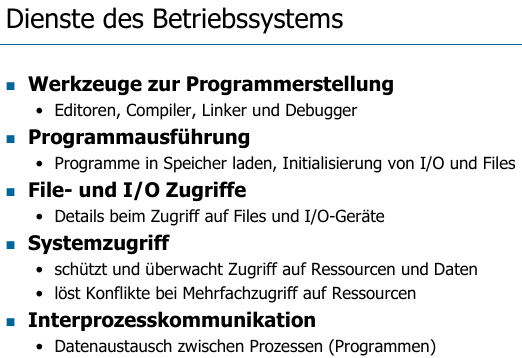 Dienste des Betriebssystems
Werkzeuge zur Programmerstellung
Editoren, Compiler, Linker und Debugger
Programmausführung
Programme in Speicher laden, Initialisierung von I/O und Files
File- und I/O Zugriffe
Details beim Zugriff auf Files und I/O-Geräte
Systemzugriff
schützt und überwacht Zugriff auf Ressourcen und Daten
löst Konflikte bei Mehrfachzugriff auf Ressourcen
Interprozesskommunikation
Datenaustausch zwischen Prozessen (Programmen)